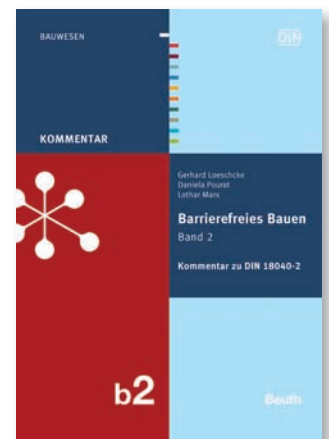 BAUWESEN
DIN
KOMMENTAR
Gerhard Loeschcke
Daniela Pourat
Lothar Marx
Barrierefreies Bauen
Band 2
Kommentar zu DIN 18040-2
b2
Beuth